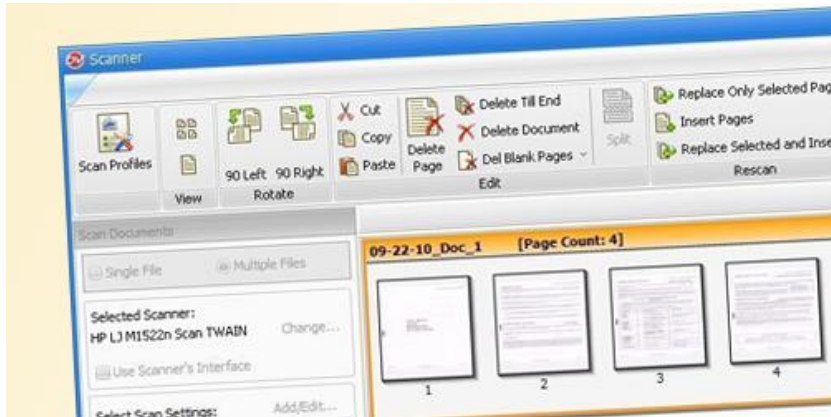 Scanner
Scan Profiles
View
90 Left 90 Right
Rotate
Cut
Copy
Paste
Delete
Page
Delete Till End
Delete Document
Del Blank Pages
Edit
Split
Replace Only Selected Pag
Insert Pages
Replace Selected and Inse
Rescan
Scan Documents
Single File Multiple Files
Selected Scanner:
HP LJ M1522n Scan TWAIN Change...
Use Scanner's Interface
Select Scan Settings: Add/Edit...
09-22-10_Doc_1 [Page Count: 4]
1 2 3 4